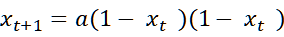 x_{t+1} = a(1 − x_t )(1 − x_t )